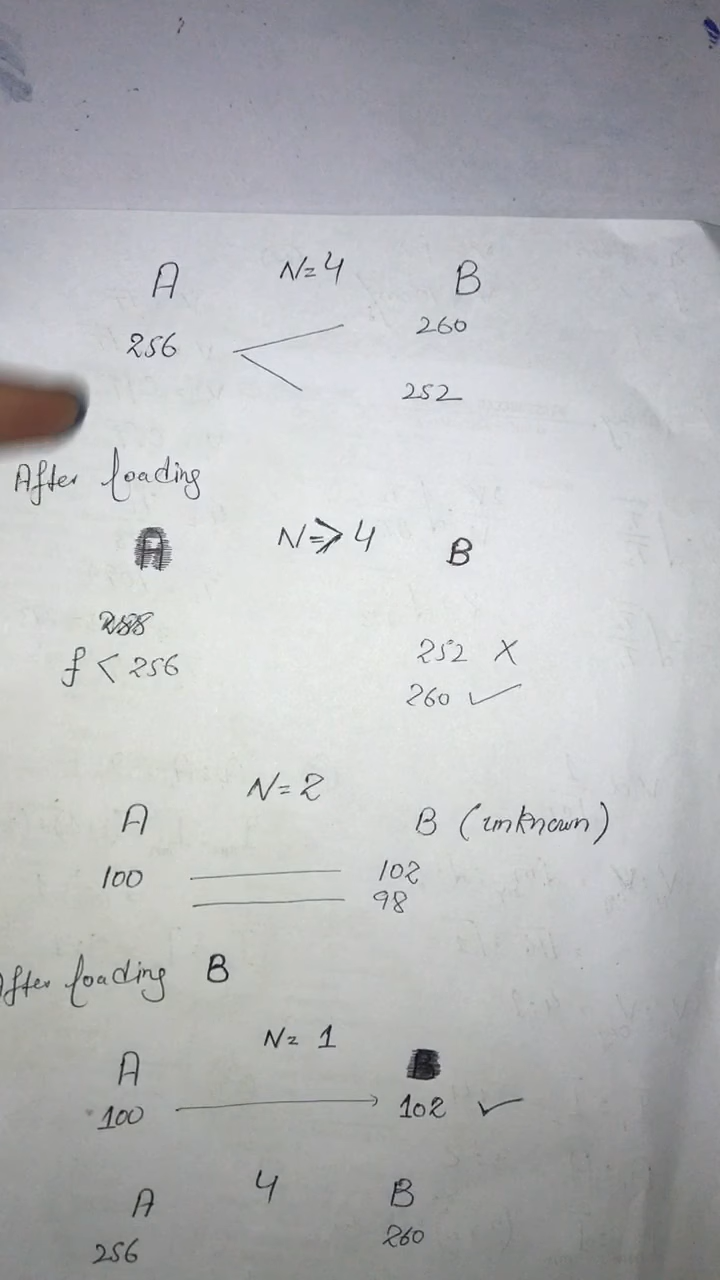 A N=4 B
256 260
252
After loading
A N=>4 B
f < 256 252 X
260 ✓
N=2
A B (unknown)
100 102
98
After loading B
N= 1
A B
100 102 ✓
A 4 B
256 260